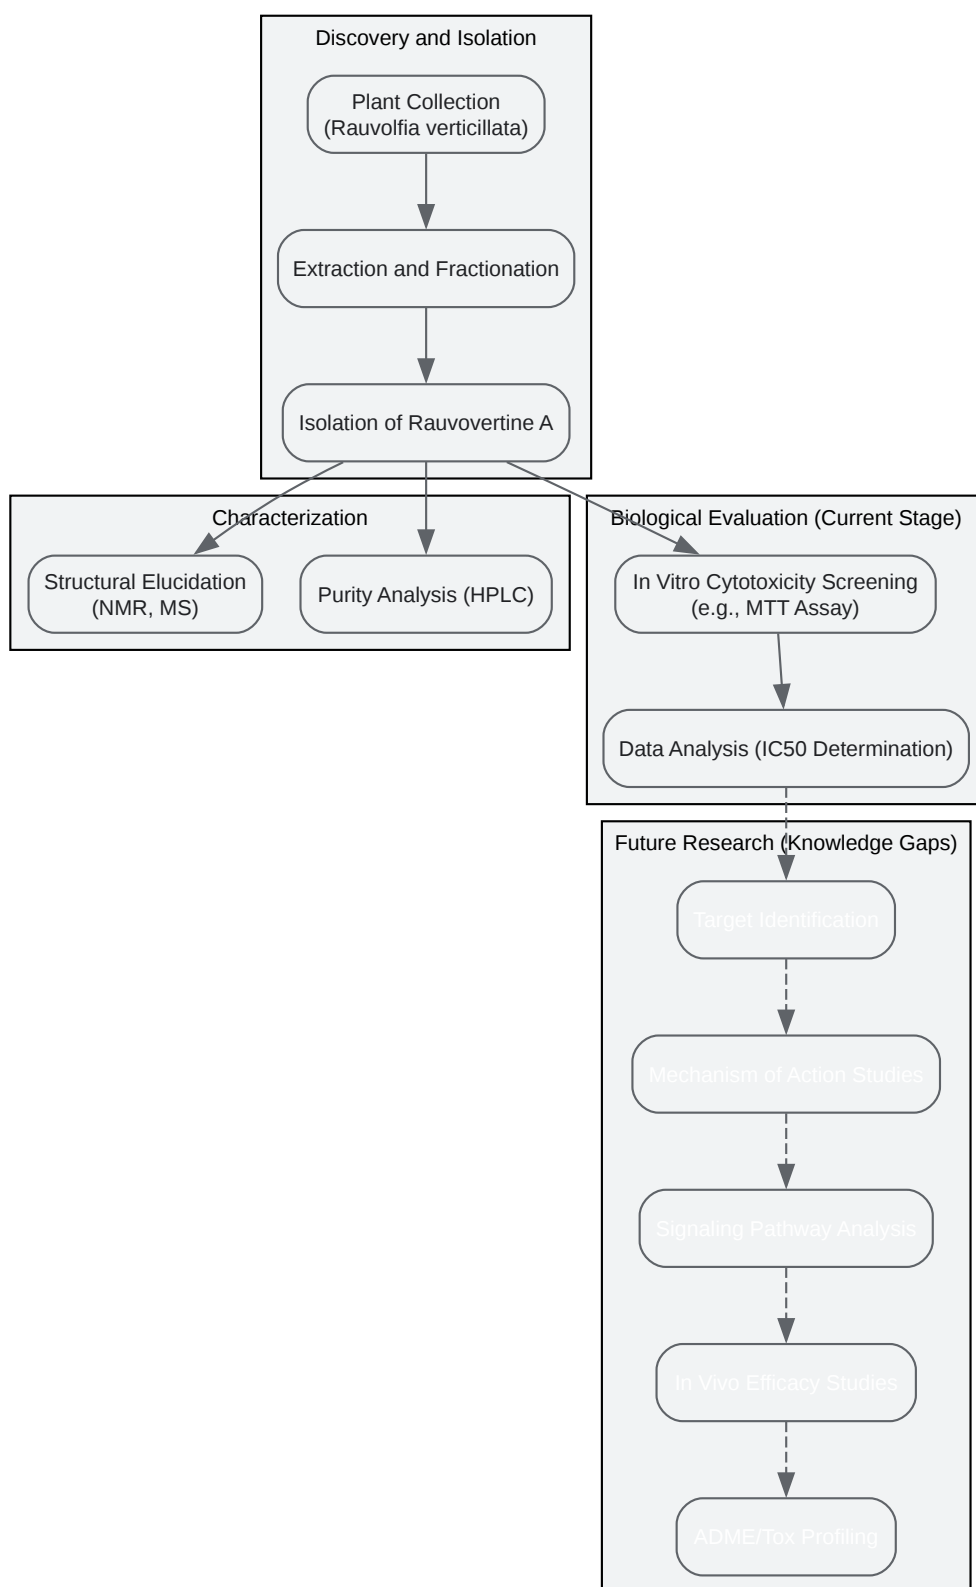 Discovery and Isolation
Plant Collection
(Rauvolfia verticillata)
Extraction and Fractionation
Isolation of Rauvovertine A
Characterization
Structural Elucidation
(NMR, MS)
Purity Analysis (HPLC)
Biological Evaluation (Current Stage)
In Vitro Cytotoxicity Screening
(e.g., MTT Assay)
Data Analysis (IC50 Determination)
Future Research (Knowledge Gaps)
Target Identification
Mechanism of Action Studies
Signaling Pathway Analysis
In Vivo Efficacy Studies
ADME/Tox Profiling